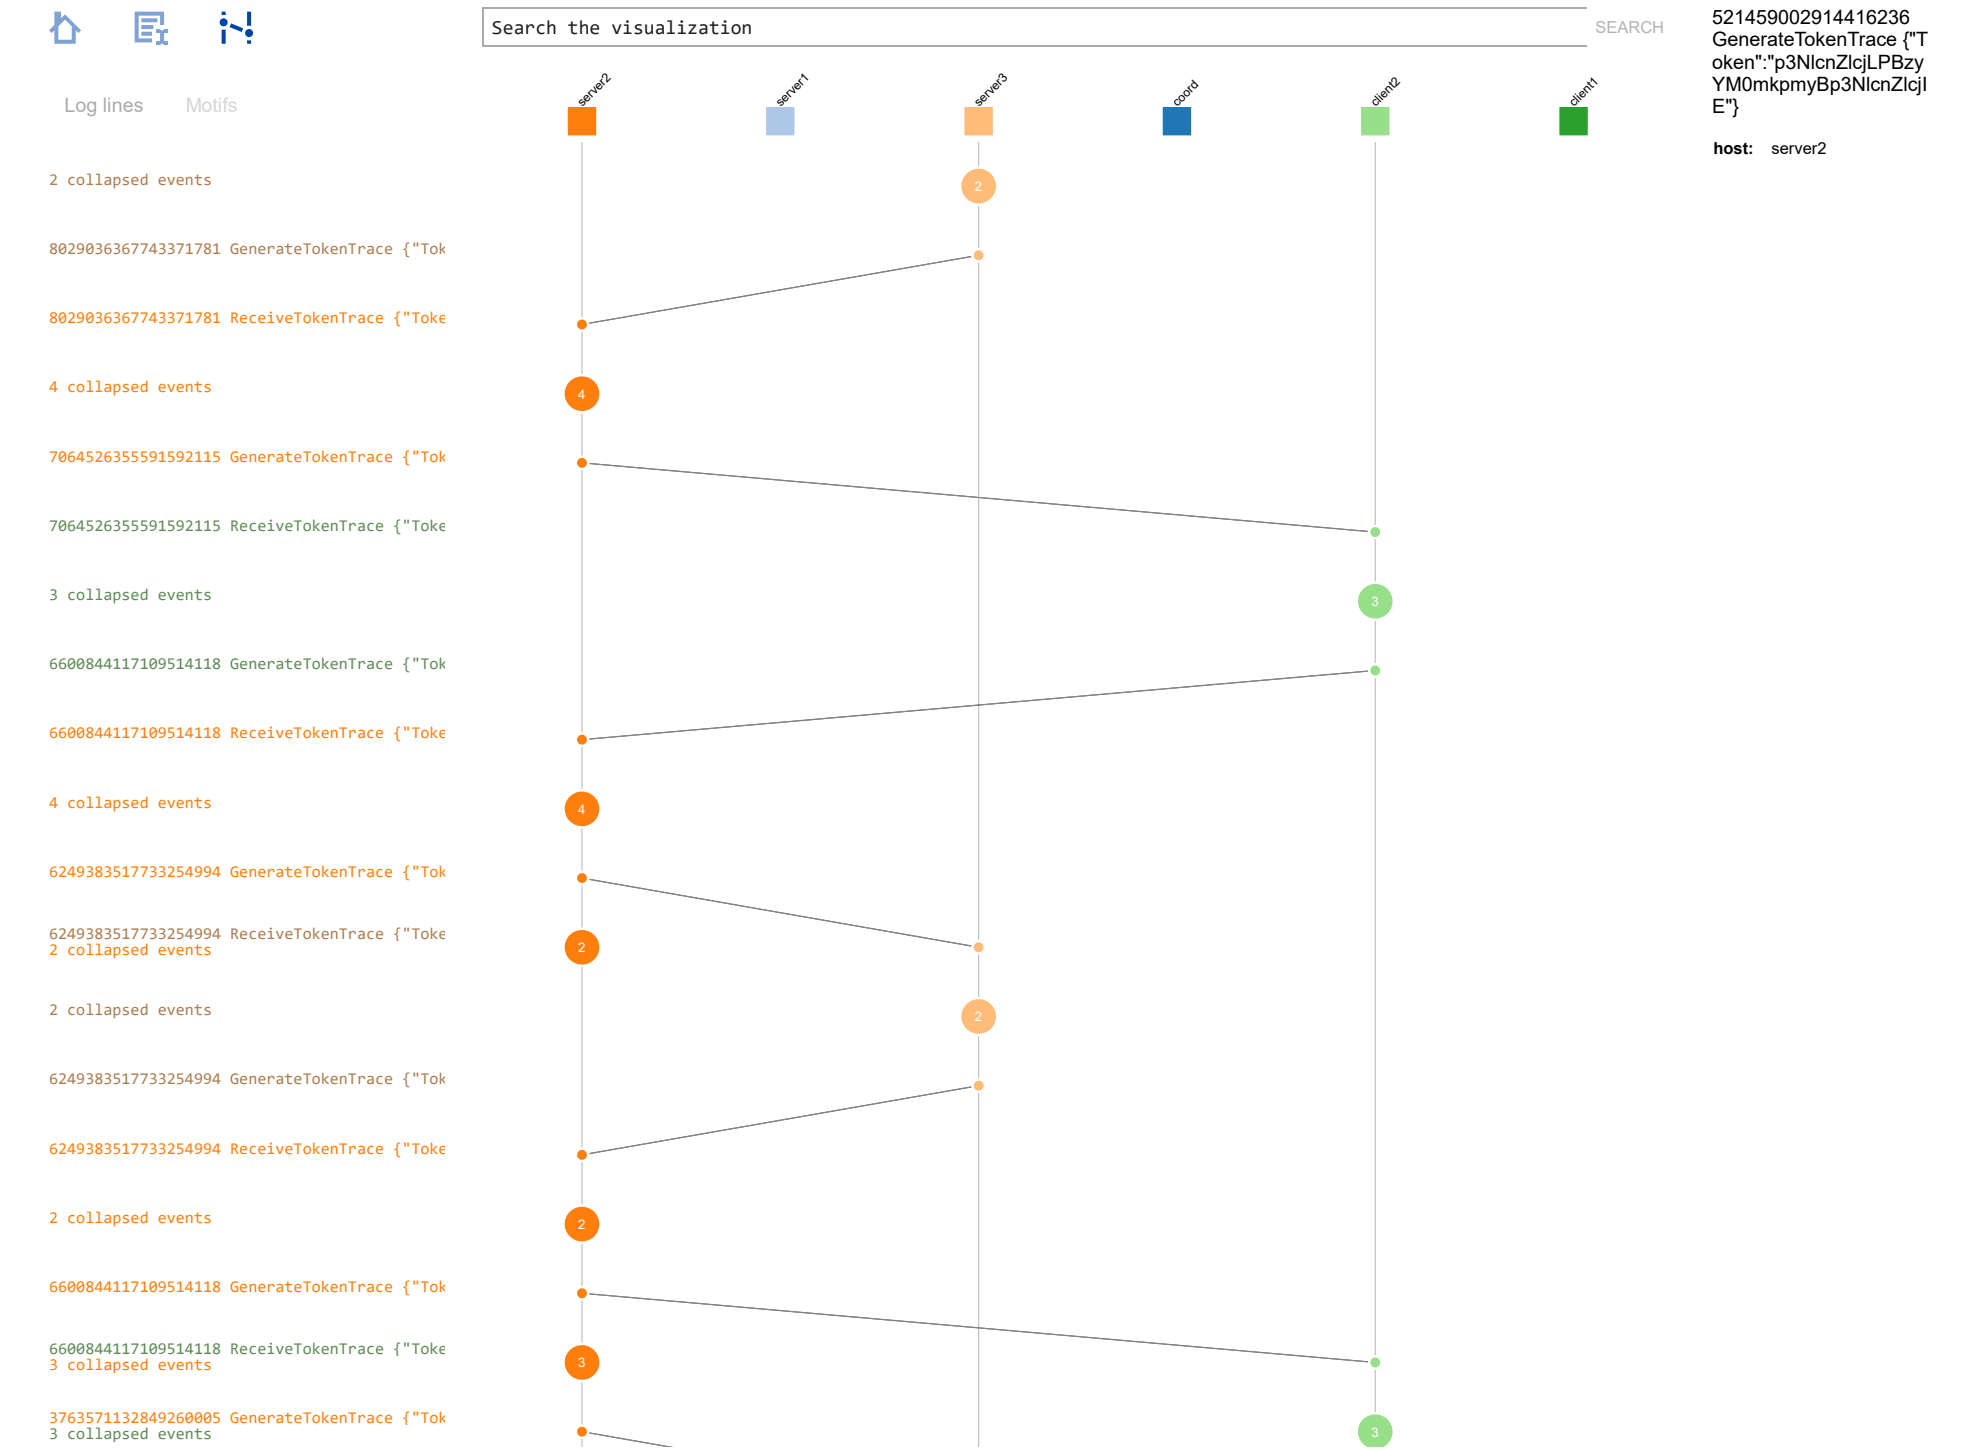 Search the visualization
SEARCH
521459002914416236
GenerateTokenTrace {"T
oken":"p3NlcnZlcjLPBzy
YM0mkpmyBp3NlcnZlcjI
E"}
host: server2
Log lines Motifs
server2 server1 server3 coord client2 client1
2 collapsed events
2
8029036367743371781 GenerateTokenTrace {"Tok
8029036367743371781 ReceiveTokenTrace {"Toke
4 collapsed events
4
7064526355591592115 GenerateTokenTrace {"Tok
7064526355591592115 ReceiveTokenTrace {"Toke
3 collapsed events
3
6600844117109514118 GenerateTokenTrace {"Tok
6600844117109514118 ReceiveTokenTrace {"Toke
4 collapsed events
4
6249383517733254994 GenerateTokenTrace {"Tok
6249383517733254994 ReceiveTokenTrace {"Toke
2 collapsed events
2
2 collapsed events
2
6249383517733254994 GenerateTokenTrace {"Tok
6249383517733254994 ReceiveTokenTrace {"Toke
2 collapsed events
2
6600844117109514118 GenerateTokenTrace {"Tok
6600844117109514118 ReceiveTokenTrace {"Toke
3 collapsed events
3
3763571132849260005 GenerateTokenTrace {"Tok
3 collapsed events
3